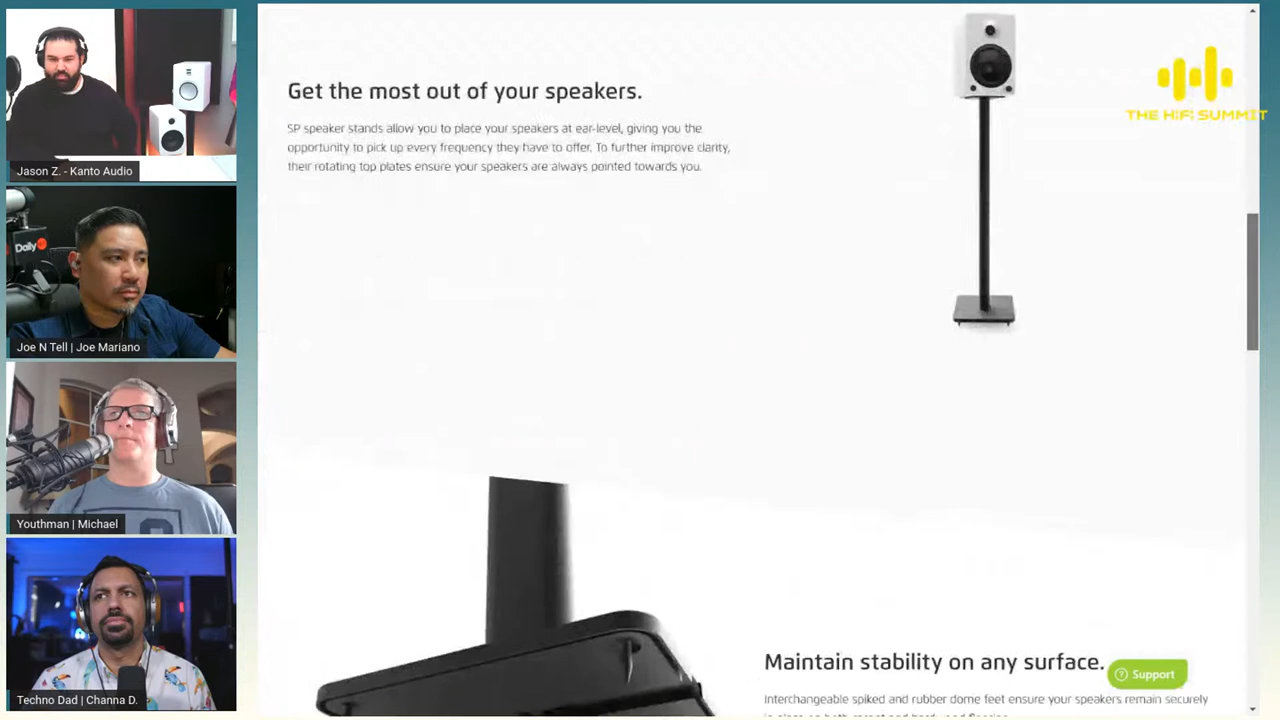 Jason Z. - Kanto Audio
Daily
Joe N Tell | Joe Mariano
Youthman | Michael
Techno Dad | Channa D.
Get the most out of your speakers.
SP speaker stands allow you to place your speakers at ear-level, giving you the
opportunity to pick up every frequency they have to offer. To further improve clarity,
their rotating top plates ensure your speakers are always pointed towards you.
THE HiFi SUMMIT
Maintain stability on any surface.
Support
Interchangeable spiked and rubber dome feet ensure your speakers remain securely